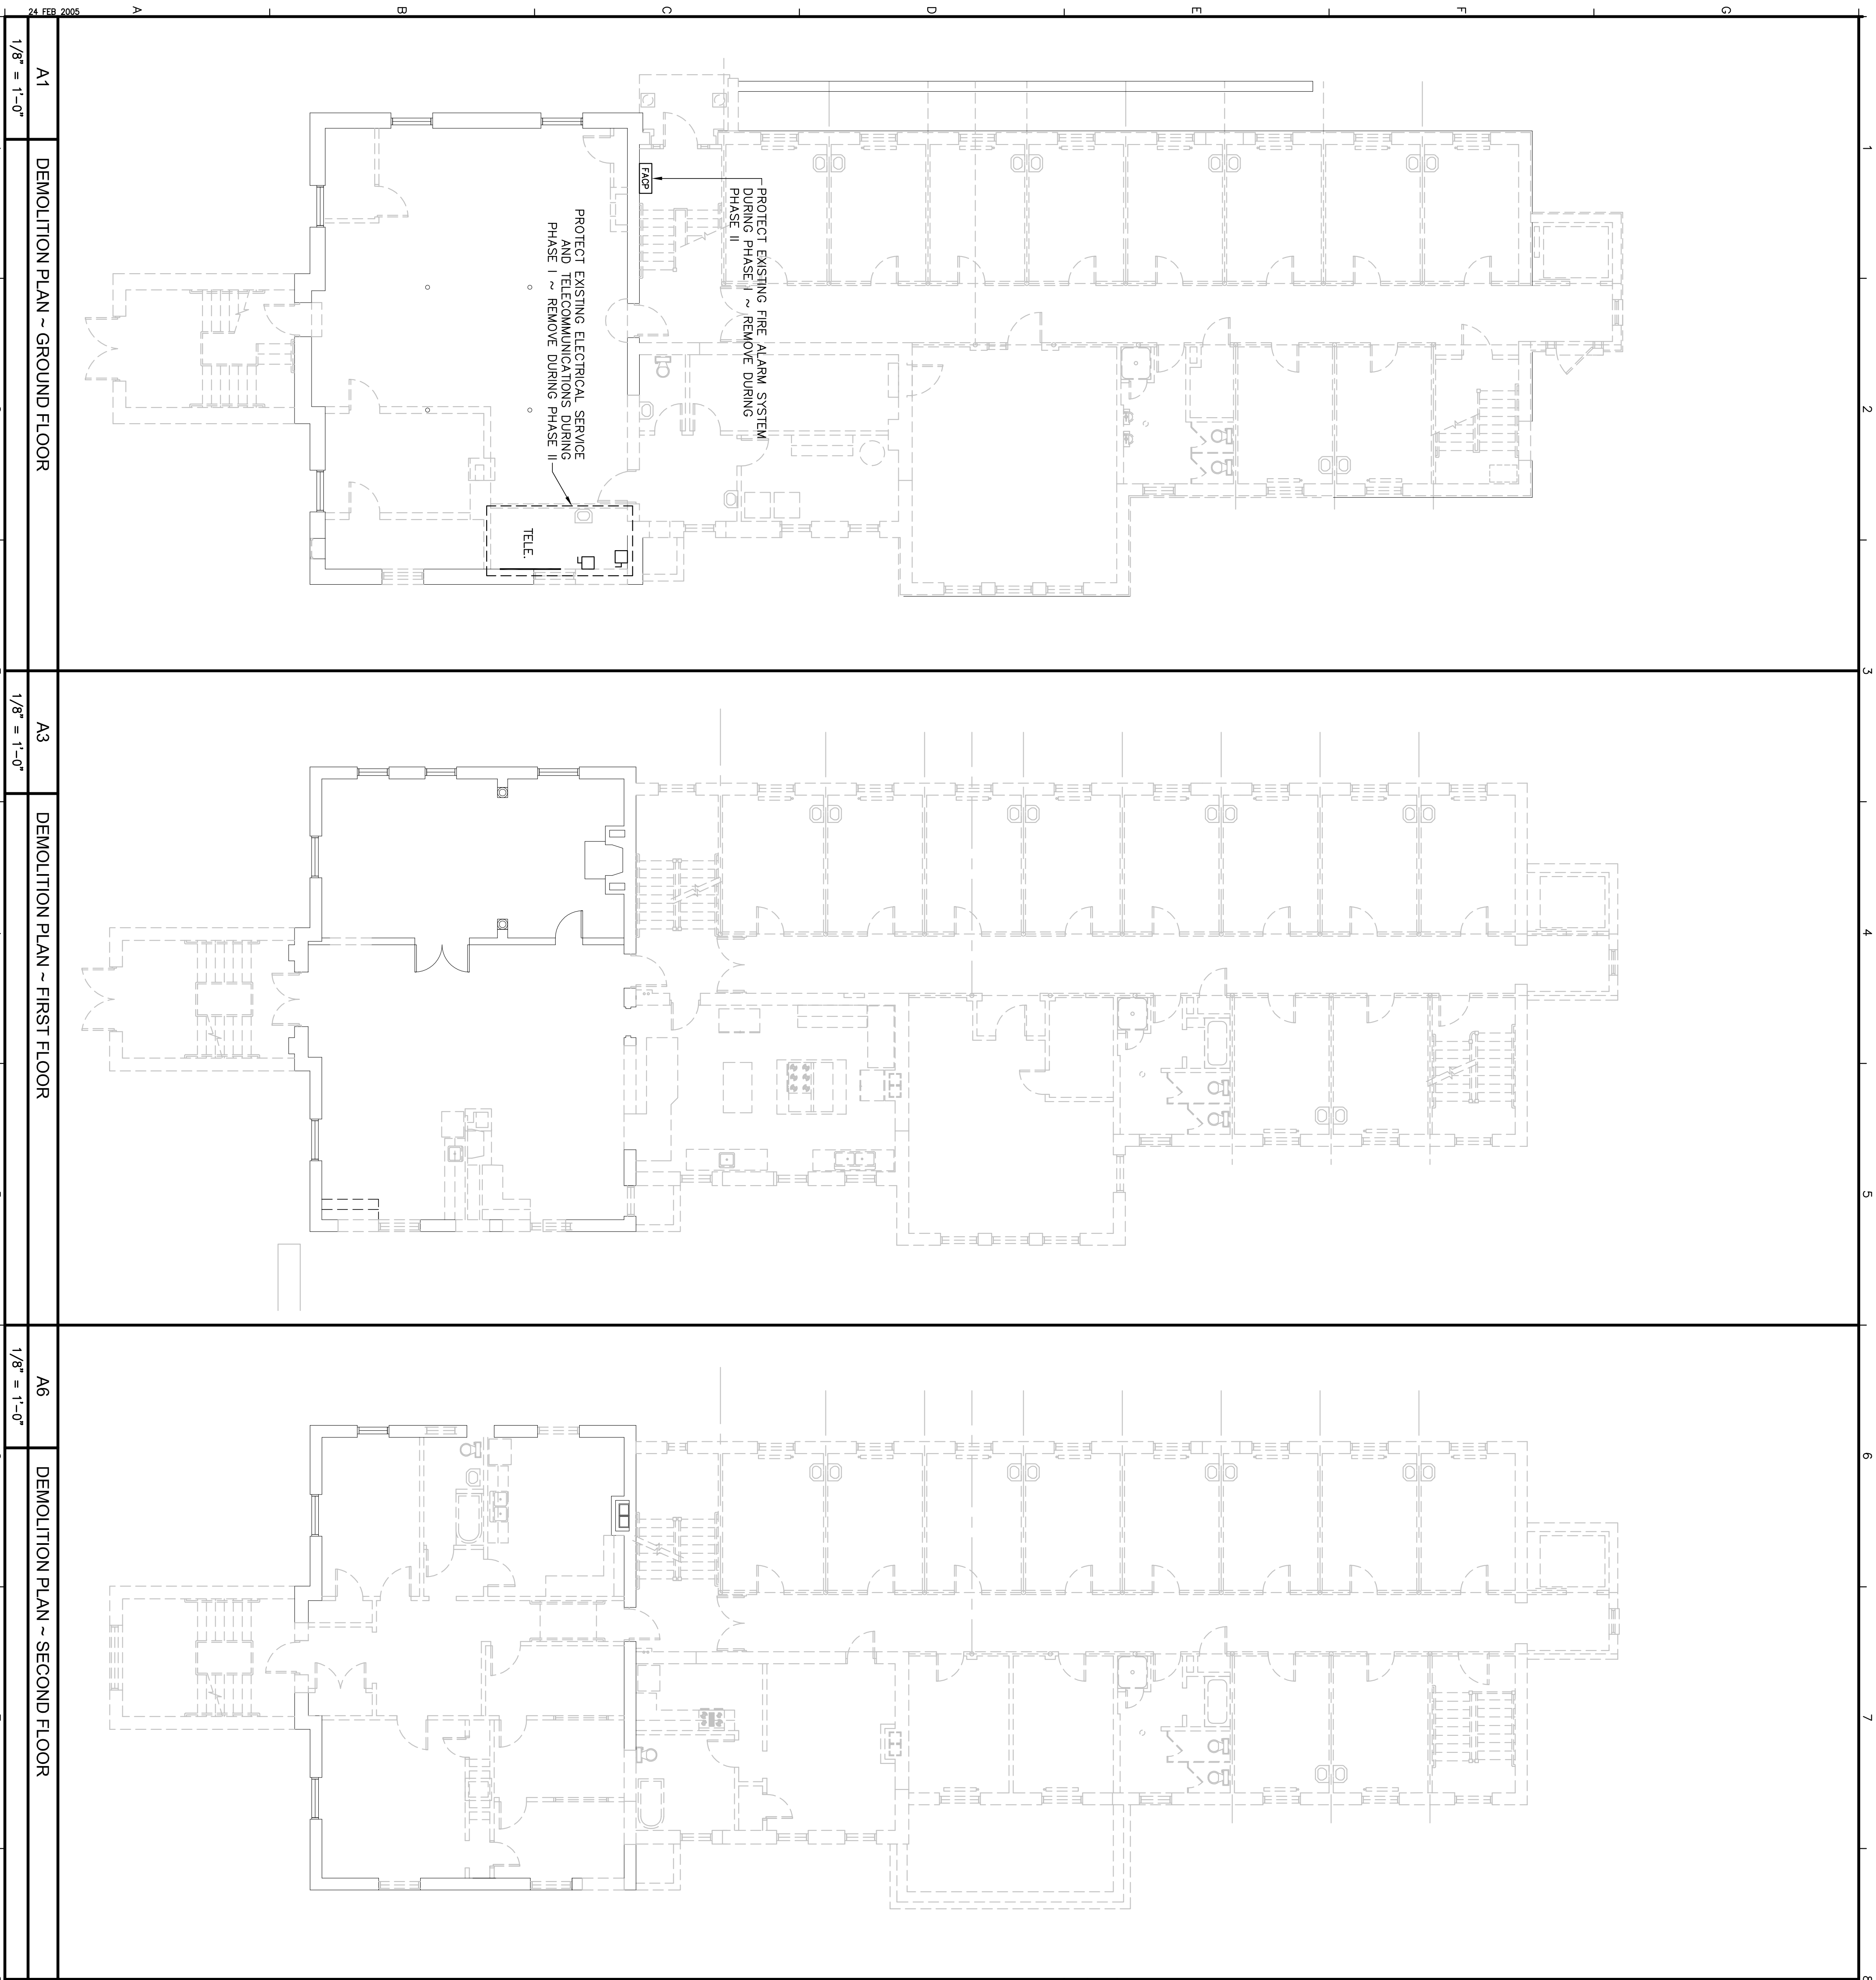 24 FEB 2005
A
B
C
D
E
F
G
1
2
3
4
5
6
7
8
PROTECT EXISTING FIRE ALARM SYSTEM
DURING PHASE I ~ REMOVE DURING
PHASE II
FACP
PROTECT EXISTING ELECTRICAL SERVICE
AND TELECOMMUNICATIONS DURING
PHASE I ~ REMOVE DURING PHASE II
TELE.
A1
DEMOLITION PLAN ~ GROUND FLOOR
1/8" = 1'-0"
A3
DEMOLITION PLAN ~ FIRST FLOOR
1/8" = 1'-0"
A6
DEMOLITION PLAN ~ SECOND FLOOR
1/8" = 1'-0"